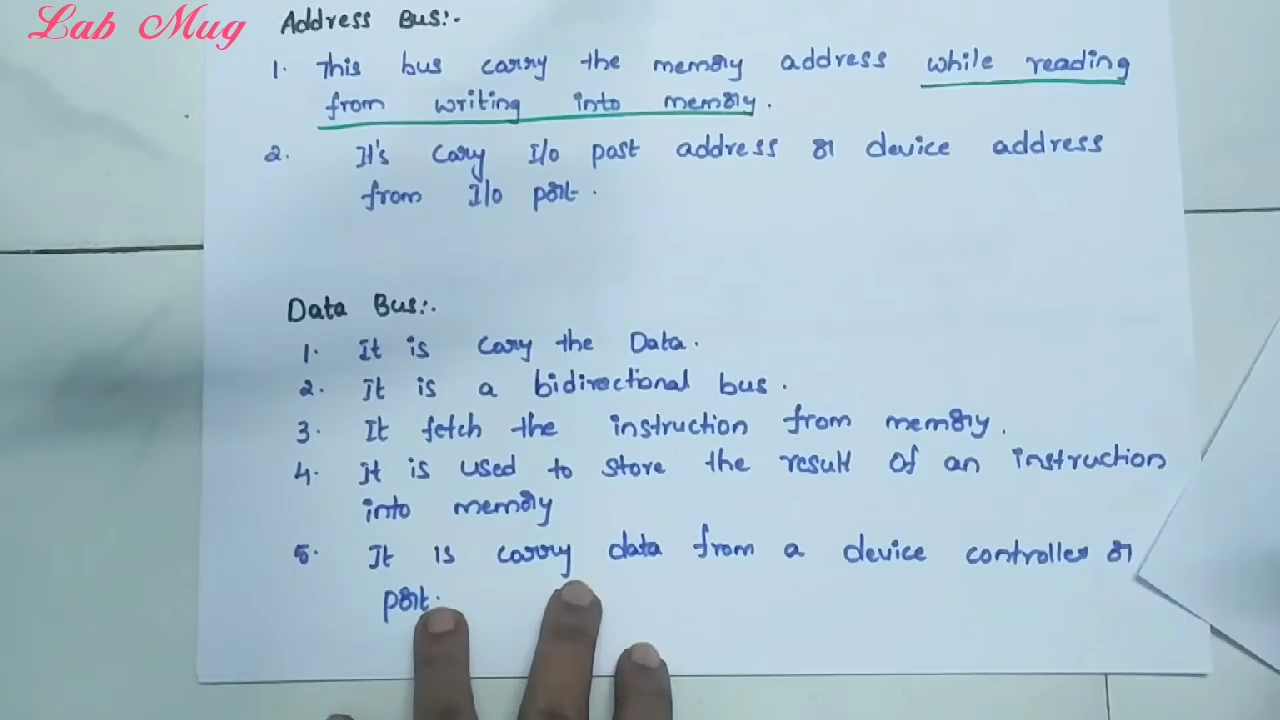 Lab Mug
Address Bus:-
1. This bus carry the memory address while reading
from writing into memory.
2. It's cary I/o post address or device address
from I/o port.
Data Bus:-
1. It is cary the Data.
2. It is a bidirectional bus.
3. It fetch the instruction from memory.
4. It is used to store the result of an instruction
into memory
5. It is carry data from a device controller or
port.